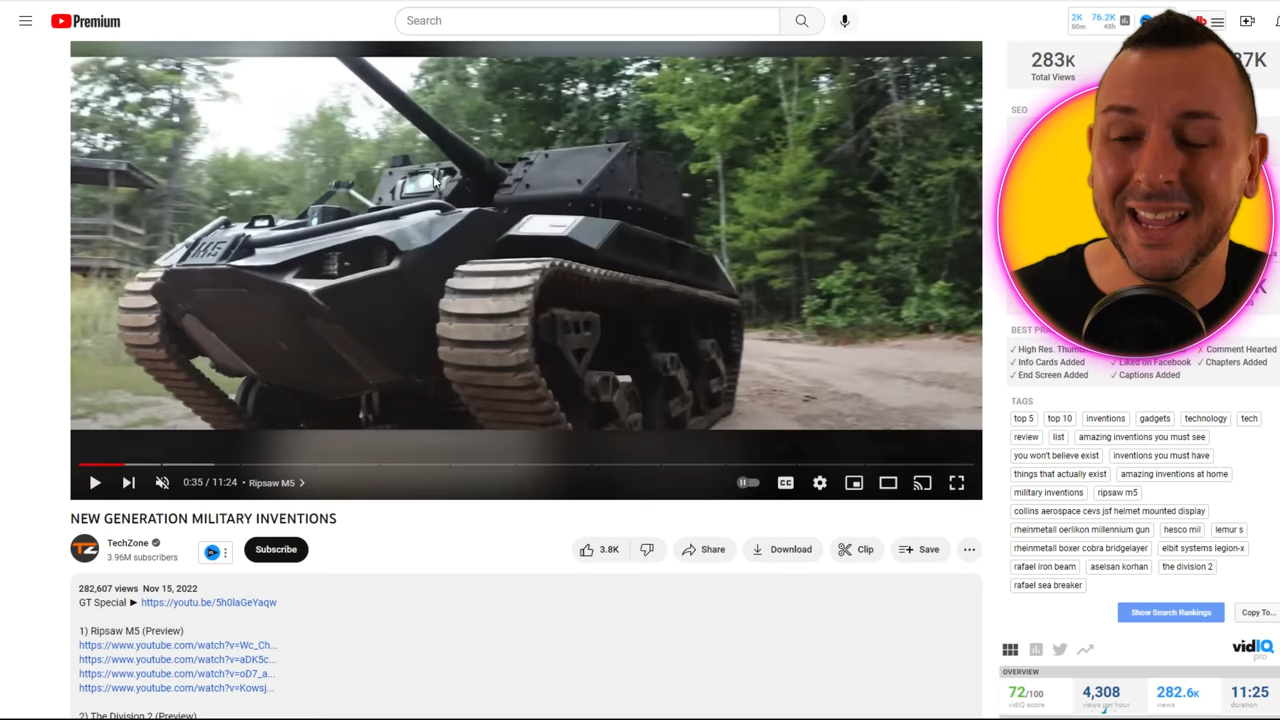 Premium
Search
2K 76.2K
60m 48h
283K
Total Views
M5
0:35 / 11:24 • Ripsaw M5
CC
NEW GENERATION MILITARY INVENTIONS
TZ
TechZone
3.96M subscribers
Subscribe
3.8K
Share
Download
Clip
Save
282,607 views Nov 15, 2022
GT Special ► https://youtu.be/5h0laGeYaqw
1) Ripsaw M5 (Preview)
https://www.youtube.com/watch?v=Wc_Ch...
https://www.youtube.com/watch?v=aDK5c...
https://www.youtube.com/watch?v=oD7_a...
https://www.youtube.com/watch?v=Kowsj...
2) The Division 2 (Preview)
SEO
✓ Comment Hearted
✓ Info Cards Added ✓ Liked on Facebook ✓ Chapters Added
✓ End Screen Added ✓ Captions Added
TAGS
top 5 top 10 inventions gadgets technology tech
review list amazing inventions you must see
you won't believe exist inventions you must have
things that actually exist amazing inventions at home
military inventions ripsaw m5
collins aerospace cevs jsf helmet mounted display
rheinmetall oerlikon millennium gun hesco mil lemur s
rheinmetall boxer cobra bridgelayer elbit systems legion-x
rafael iron beam aselsan korhan the division 2
rafael sea breaker
Show Search Rankings Copy To...
vidIQ
pro
OVERVIEW
72/100 4,308 282.6K 11:25
vidIQ score views per hour views duration